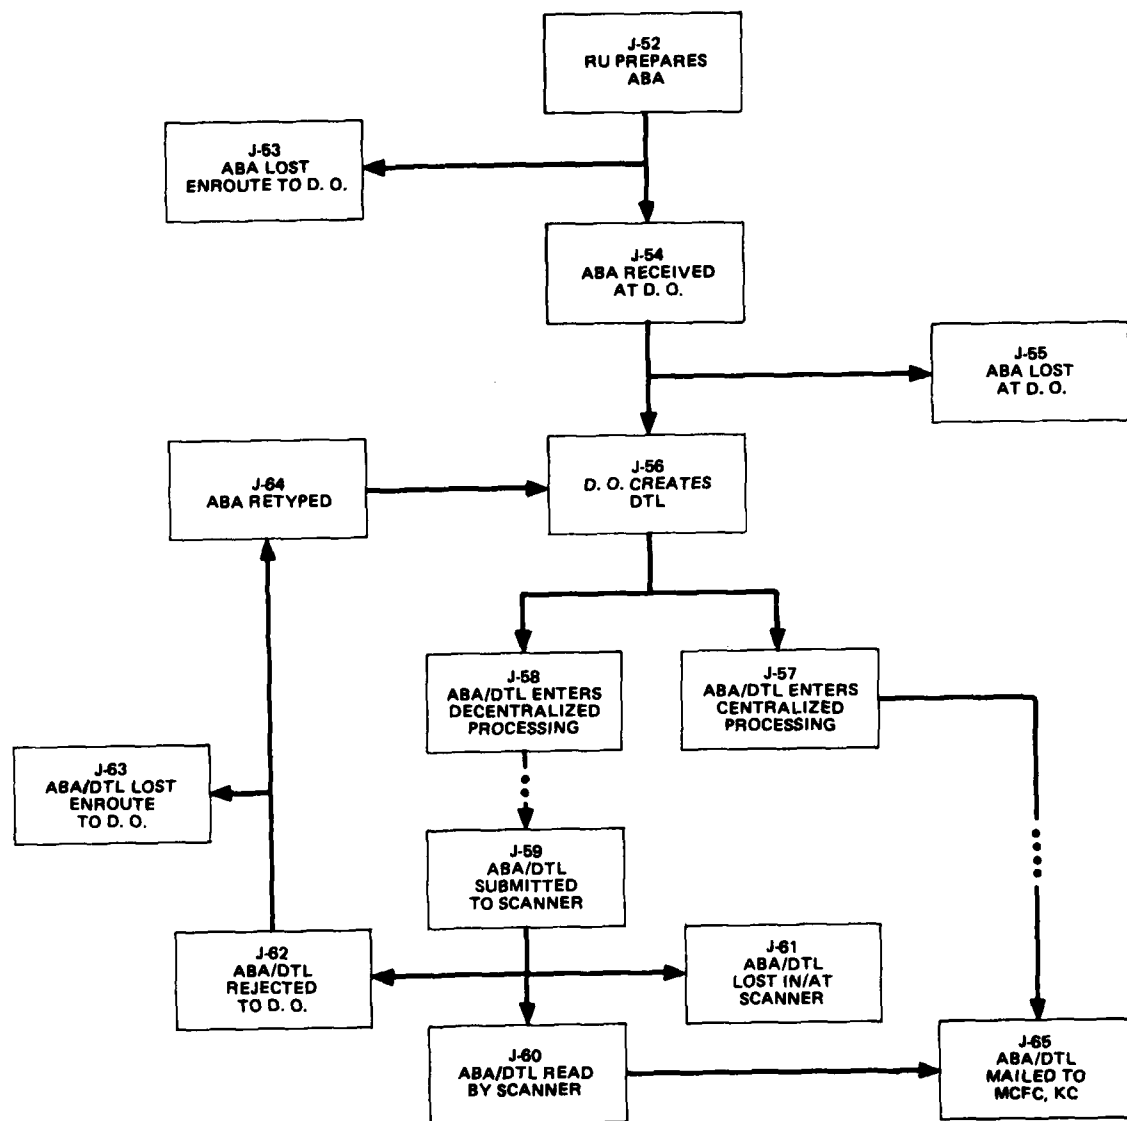 J-52
RU PREPARES
ABA
J-53
ABA LOST
ENROUTE TO D. O.
J-54
ABA RECEIVED
AT D. O.
J-55
ABA LOST
AT D. O.
J-64
ABA RETYPED
J-56
D. O. CREATES
DTL
J-58
ABA/DTL ENTERS
DECENTRALIZED
PROCESSING
J-57
ABA/DTL ENTERS
CENTRALIZED
PROCESSING
J-63
ABA/DTL LOST
ENROUTE
TO D. O.
J-59
ABA/DTL
SUBMITTED
TO SCANNER
J-62
ABA/DTL
REJECTED
TO D. O.
J-61
ABA/DTL
LOST IN/AT
SCANNER
J-60
ABA/DTL READ
BY SCANNER
J-65
ABA/DTL
MAILED TO
MCFC, KC